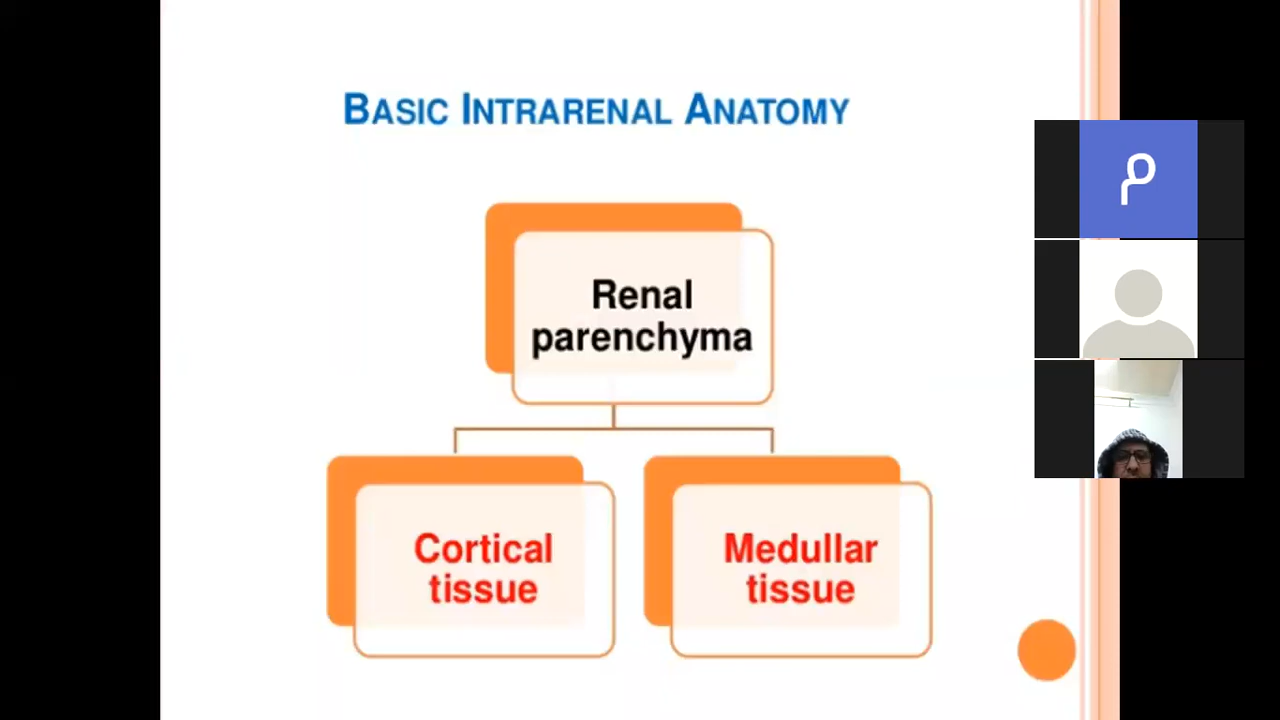 BASIC INTRARENAL ANATOMY
Renal
parenchyma
Cortical
tissue
Medullar
tissue
م